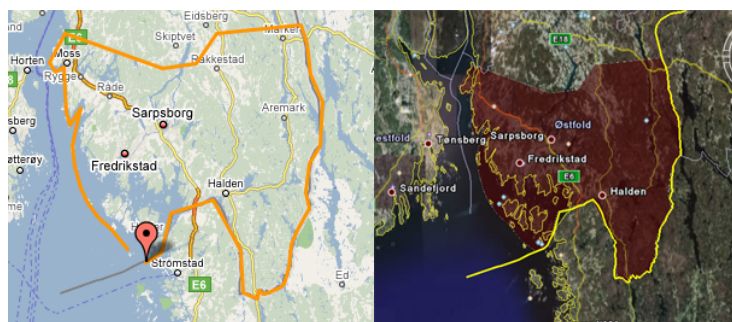 Eidsberg
Skiptvet
Marker
E6
Moss
Horten
Rakkestad
Rygge
Råde
Aremark
Sarpsborg
Fredrikstad
Halden
Strömstad
Ed
E6
E18
Østfold
Tønsberg
Sarpsborg
Fredrikstad
E6
Sandefjord
Halden